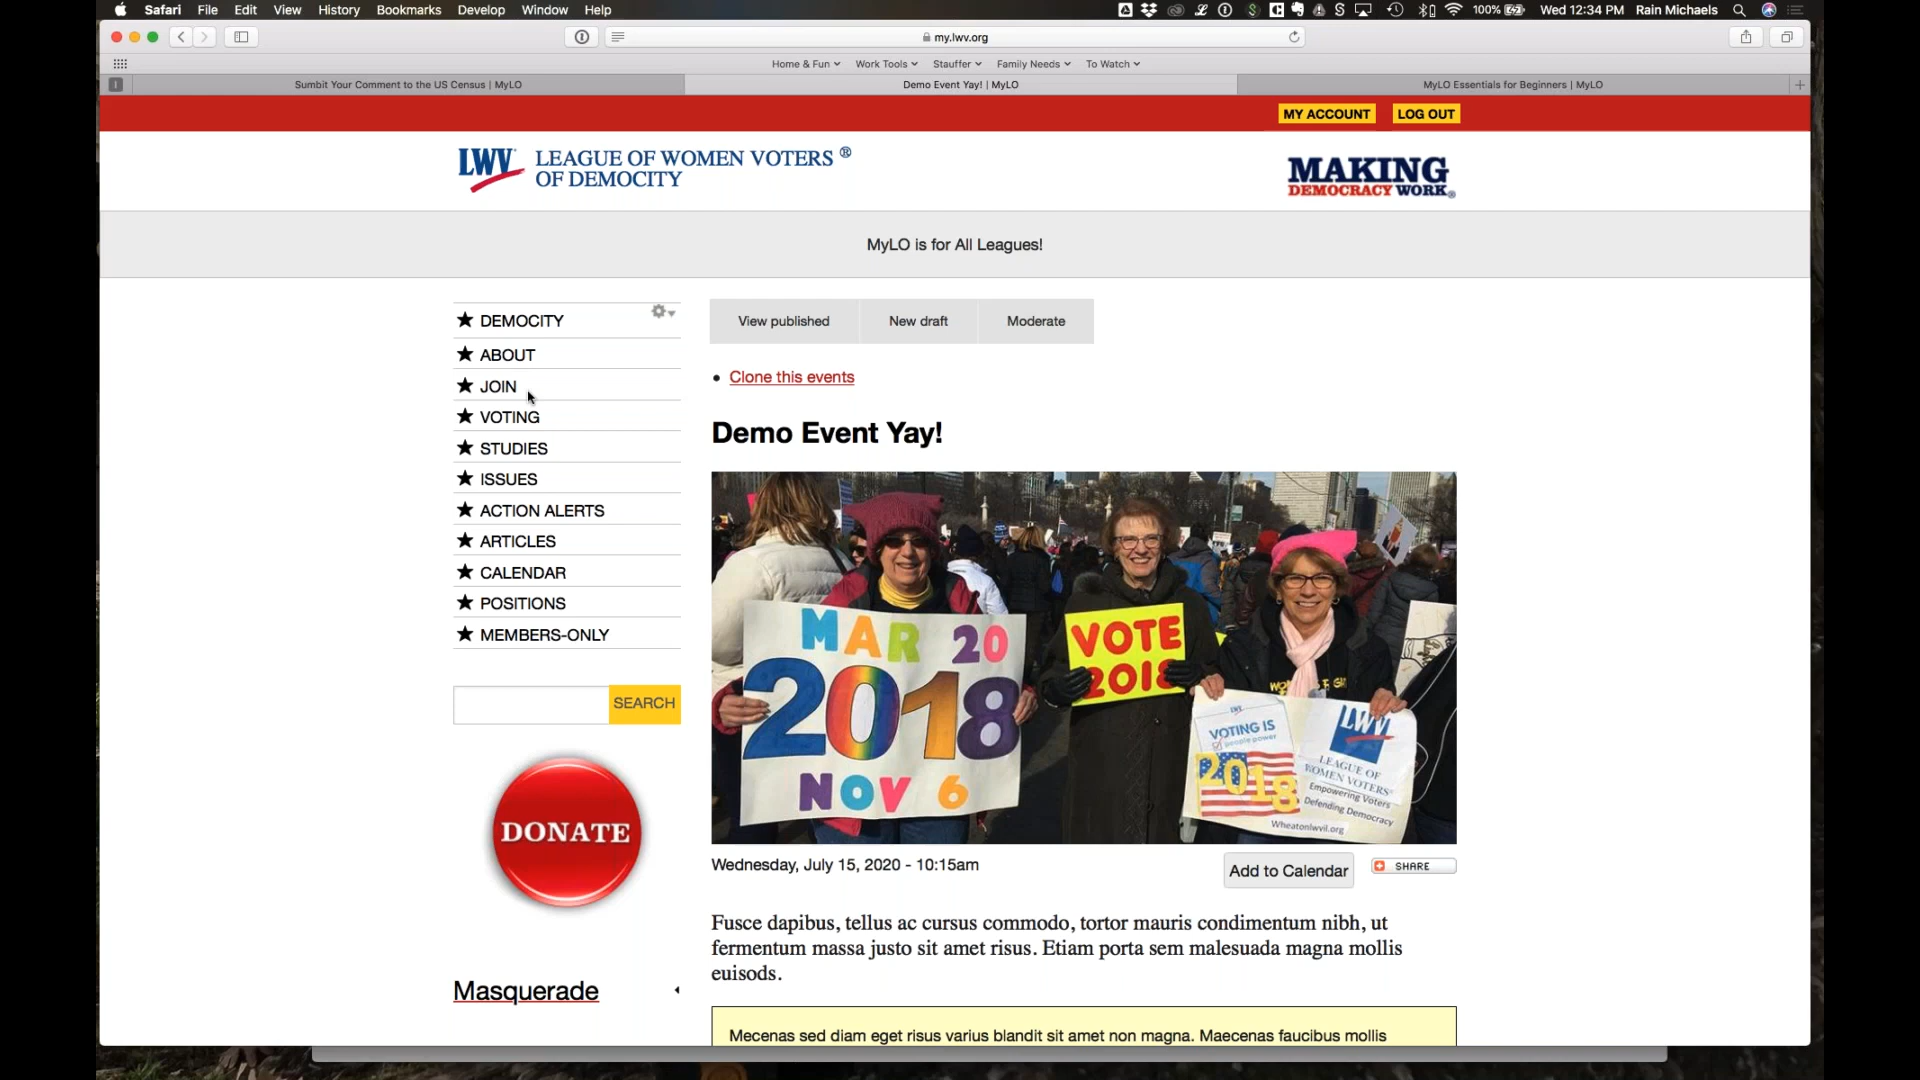 Safari File Edit View History Bookmarks Develop Window Help
100% Wed 12:34 PM Rain Michaels
my.lwv.org
Home & Fun Work Tools Stauffer Family Needs To Watch
Sumbit Your Comment to the US Census | MyLO
Demo Event Yay! | MyLO
MyLO Essentials for Beginners | MyLO
MY ACCOUNT
LOG OUT
LWV LEAGUE OF WOMEN VOTERS ®
OF DEMOCITY
MAKING
DEMOCRACY WORK®
MyLO is for All Leagues!
DEMOCITY
ABOUT
JOIN
VOTING
STUDIES
ISSUES
ACTION ALERTS
ARTICLES
CALENDAR
POSITIONS
MEMBERS-ONLY
SEARCH
DONATE
Masquerade
View published
New draft
Moderate
Clone this events
Demo Event Yay!
MAR 20
2018
NOV 6
VOTE
2018
LWV
VOTING IS
people power
2018
LWV
LEAGUE OF
WOMEN VOTERS®
Empowering Voters
Defending Democracy
Wheatonlwvil.org
Wednesday, July 15, 2020 - 10:15am
Add to Calendar
SHARE
Fusce dapibus, tellus ac cursus commodo, tortor mauris condimentum nibh, ut
fermentum massa justo sit amet risus. Etiam porta sem malesuada magna mollis
euisods.
Mecenas sed diam eget risus varius blandit sit amet non magna. Maecenas faucibus mollis